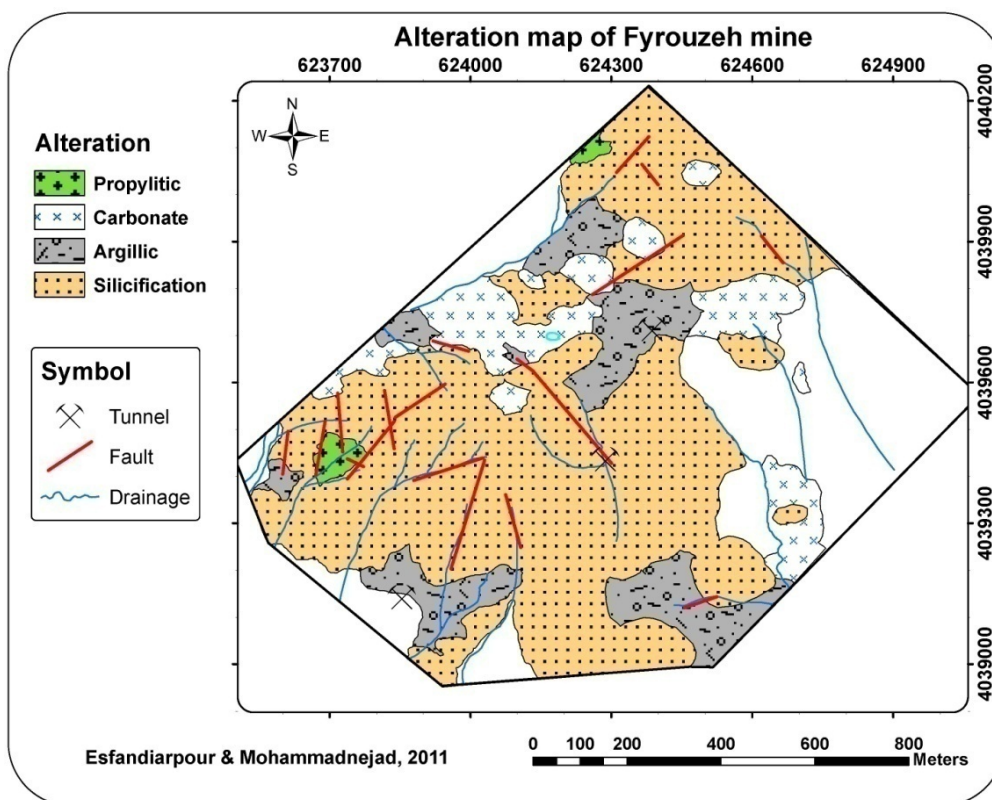 Alteration map of Fyrouzeh mine
623700 624000 624300 624600 624900
N
W E
S
4040200
4039900
4039600
4039300
4039000
Alteration
Propylitic
Carbonate
Argillic
Silicification
Symbol
Tunnel
Fault
Drainage
Esfandiarpour & Mohammadnejad, 2011
0 100 200 400 600 800
Meters